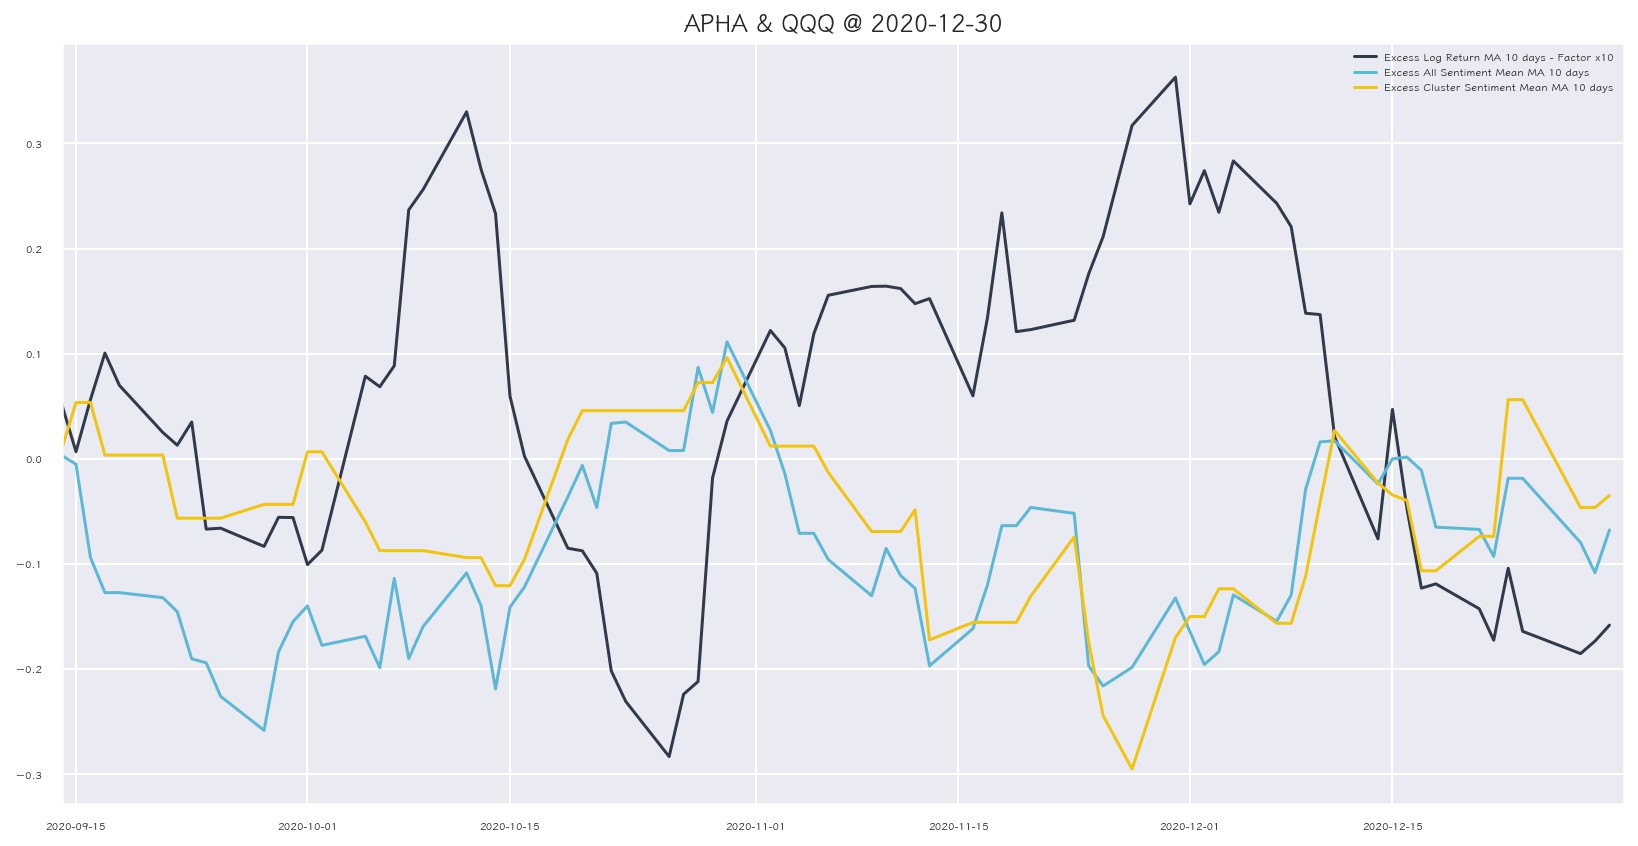 APHA & QQQ @ 2020-12-30
Excess Log Return MA 10 days - Factor x10
Excess All Sentiment Mean MA 10 days
Excess Cluster Sentiment Mean MA 10 days
0.3
0.2
0.1
0.0
−0.1
−0.2
−0.3
2020-09-15 2020-10-01 2020-10-15 2020-11-01 2020-11-15 2020-12-01 2020-12-15